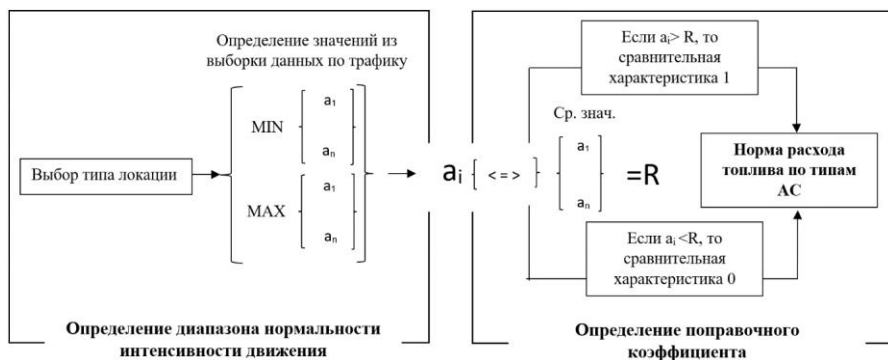 Определение значений из
выборки данных по трафику
Выбор типа локации
MIN
a₁
aₙ
MAX
a₁
aₙ
Определение диапазона нормальности
интенсивности движения
aᵢ
< = >
Ср. знач.
a₁
aₙ
=R
Если aᵢ> R, то
сравнительная
характеристика 1
Норма расхода
топлива по типам
АС
Если aᵢ <R, то
сравнительная
характеристика 0
Определение поправочного
коэффициента